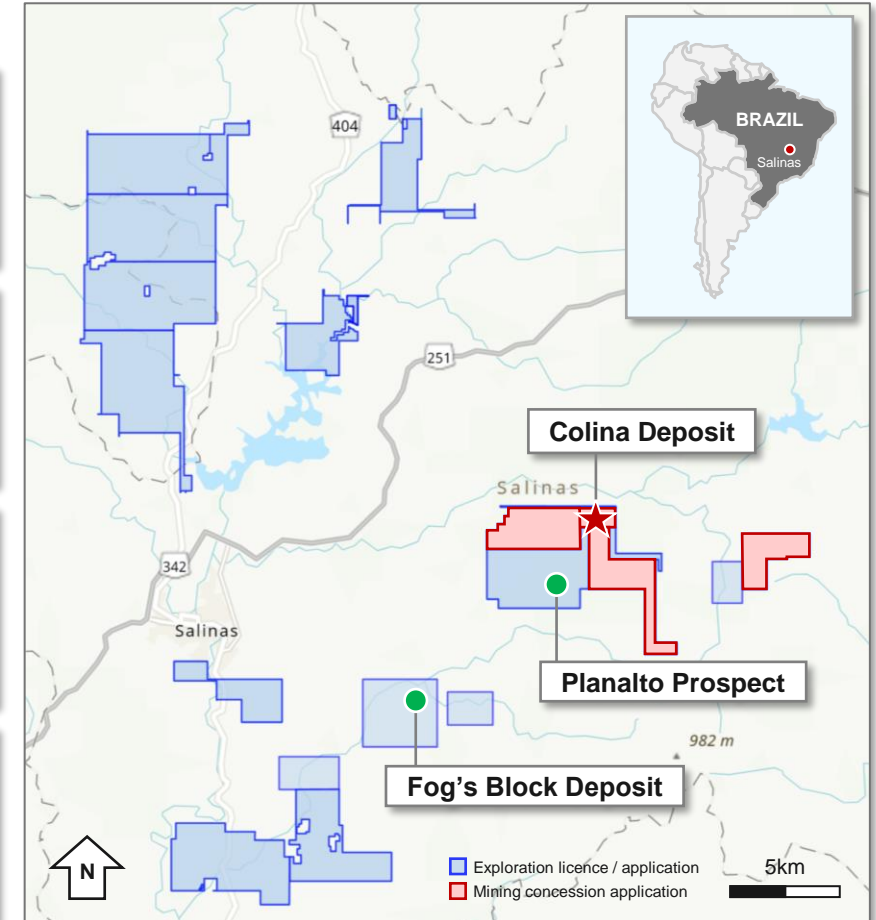 BRAZIL
Salinas
404
251
Colina Deposit
Salinas
342
Salinas
Planalto Prospect
982 m
Fog's Block Deposit
N
Exploration licence / application
Mining concession application
5km